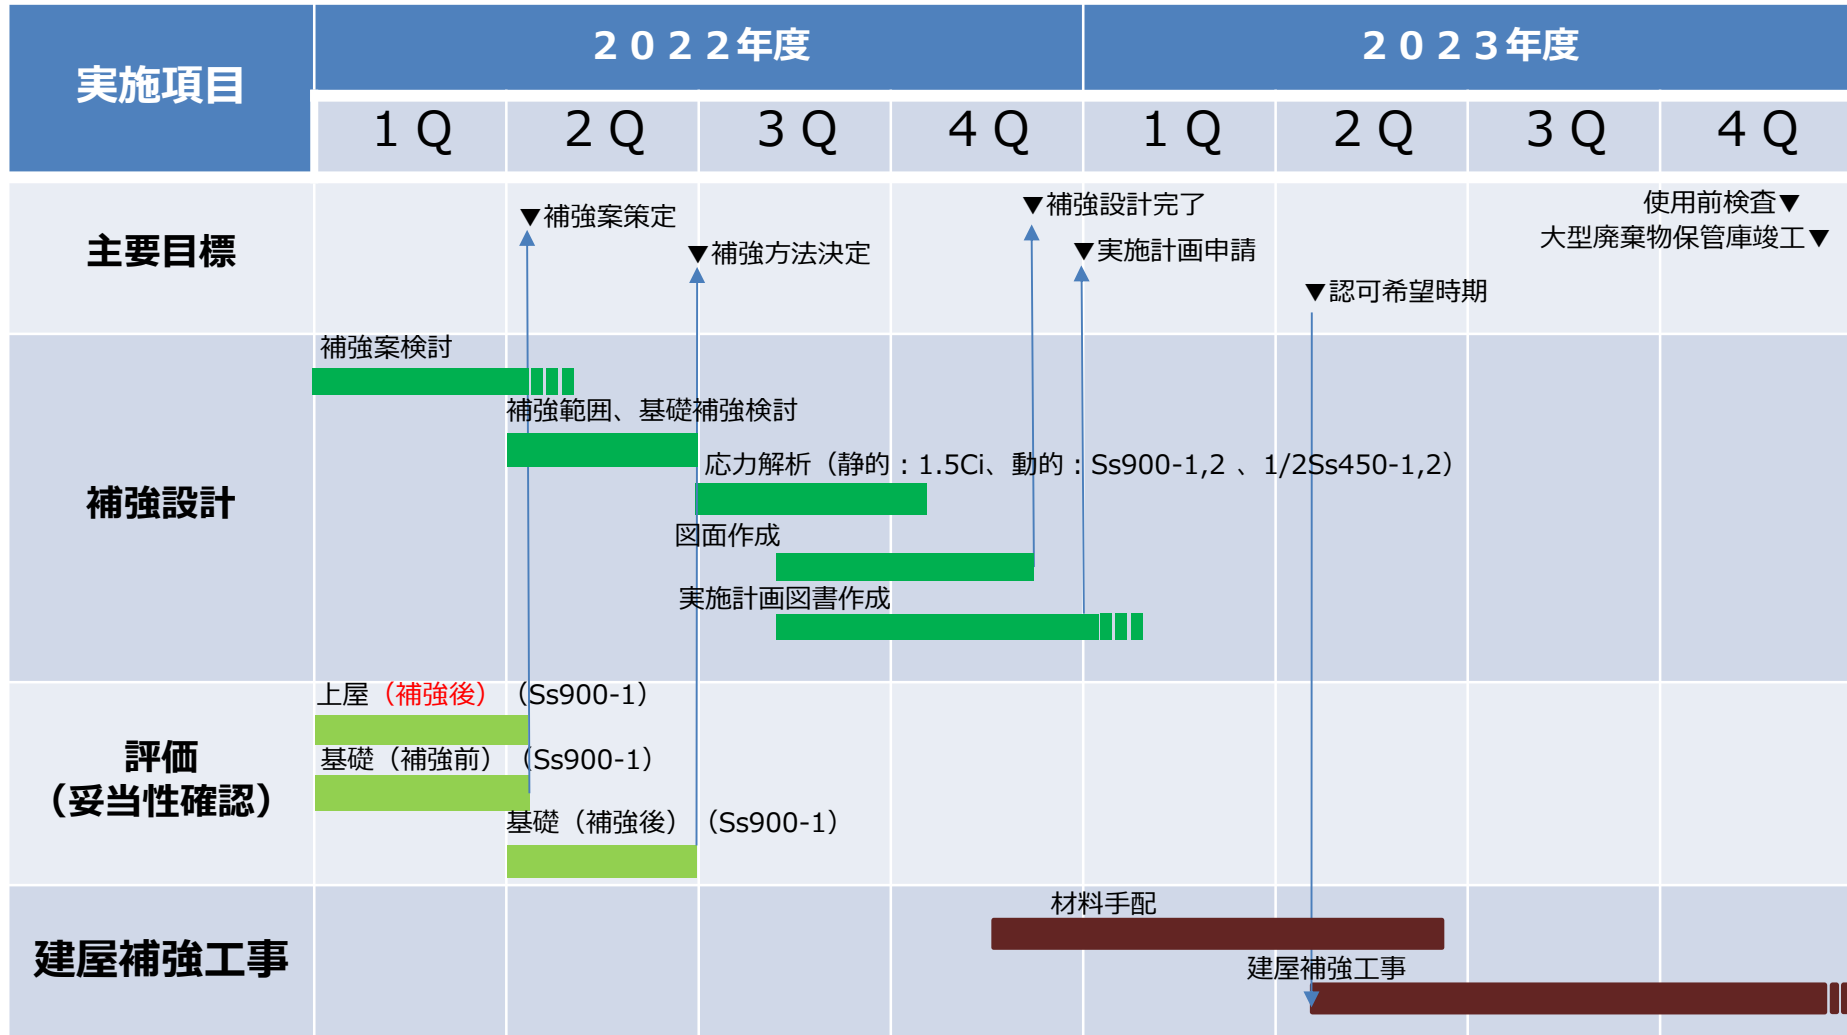 実施項目
２０２２年度
２０２３年度
１Ｑ
２Ｑ
３Ｑ
４Ｑ
１Ｑ
２Ｑ
３Ｑ
４Ｑ
主要目標
▼補強案策定
▼補強方法決定
▼補強設計完了
▼実施計画申請
▼認可希望時期
使用前検査▼
大型廃棄物保管庫竣工▼
補強設計
補強案検討
補強範囲、基礎補強検討
応力解析（静的：1.5Ci、動的：Ss900-1,2 、1/2Ss450-1,2）
図面作成
実施計画図書作成
評価
（妥当性確認）
上屋（補強後）（Ss900-1）
基礎（補強前）（Ss900-1）
基礎（補強後）（Ss900-1）
建屋補強工事
材料手配
建屋補強工事